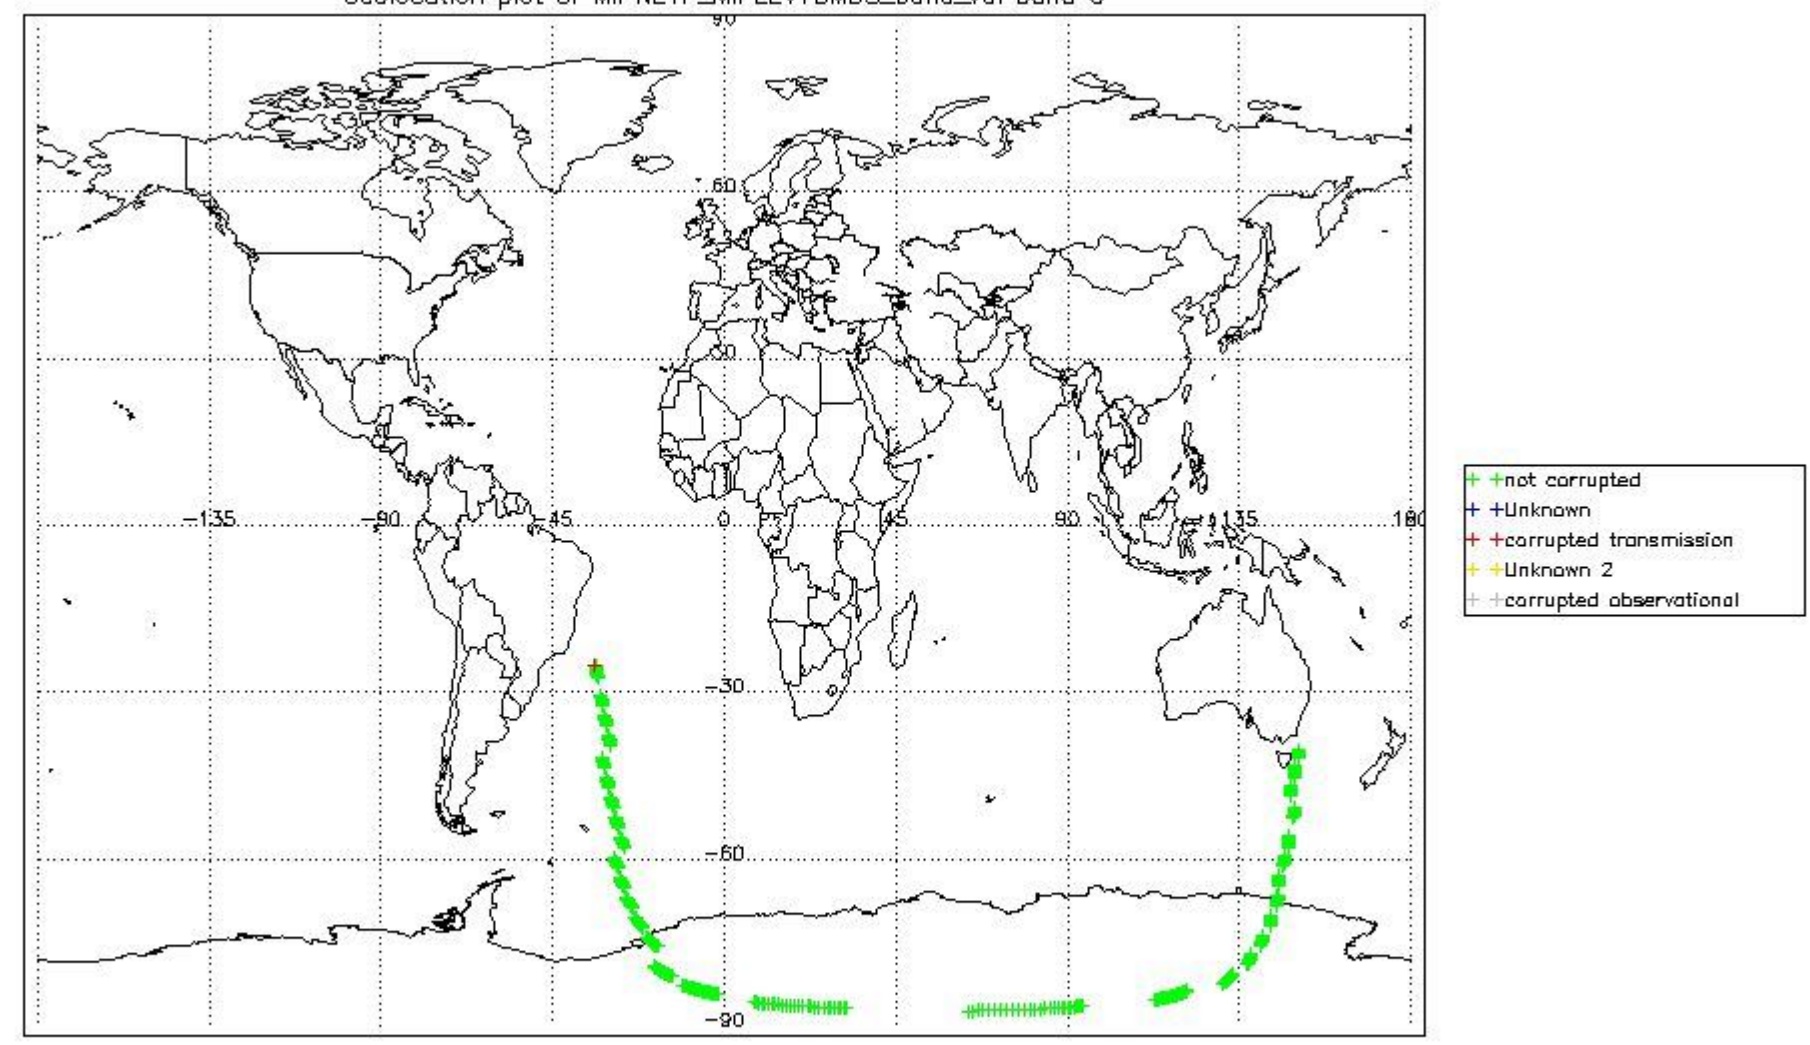 90
60
30
-135 -90 -45 0 45 90 135 180
-30
-60
-90
not corrupted
Unknown
corrupted transmission
Unknown 2
corrupted observational